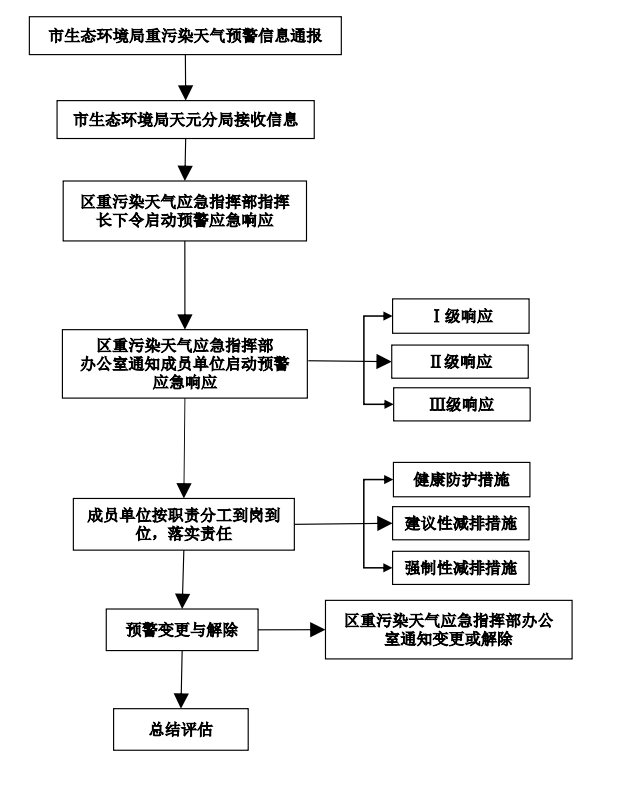 市生态环境局重污染天气预警信息通报
市生态环境局天元分局接收信息
区重污染天气应急指挥部指挥
长下令启动预警应急响应
区重污染天气应急指挥部
办公室通知成员单位启动预警
应急响应
Ⅰ级响应
Ⅱ级响应
Ⅲ级响应
成员单位按职责分工到岗到
位，落实责任
健康防护措施
建议性减排措施
强制性减排措施
预警变更与解除
区重污染天气应急指挥部办公
室通知变更或解除
总结评估